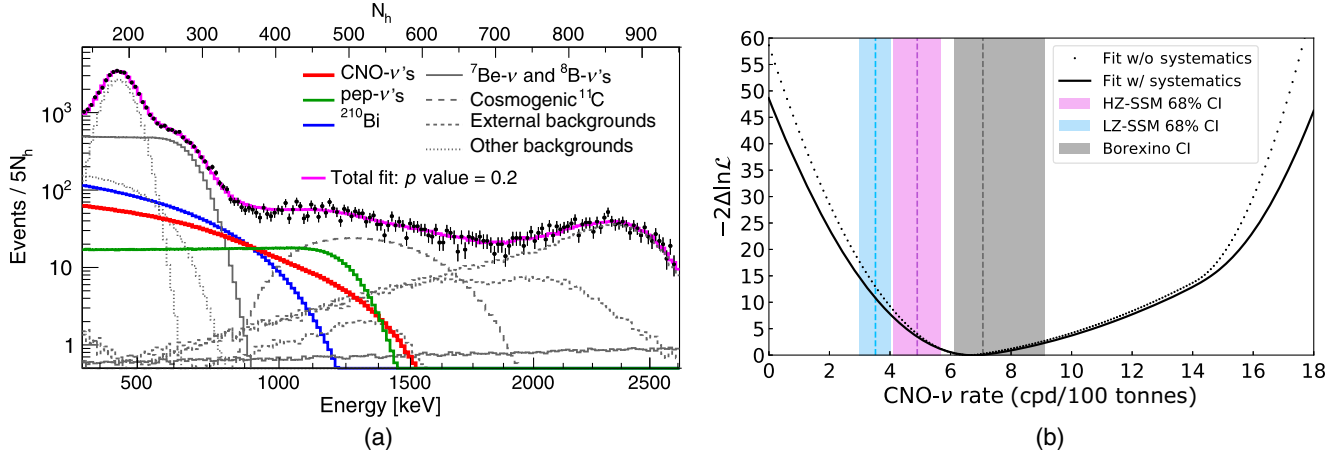 N_h
200 300 400 500 600 700 800 900
Events / 5N_h
10^3
10^2
10
1
CNO-ν's
pep-ν's
^210Bi
^7Be-ν and ^8B-ν's
Cosmogenic ^11C
External backgrounds
Other backgrounds
Total fit: p value = 0.2
500 1000 1500 2000 2500
Energy [keV]
(a)
−2ΔlnL
60
55
50
45
40
35
30
25
20
15
10
5
0
Fit w/o systematics
Fit w/ systematics
HZ-SSM 68% CI
LZ-SSM 68% CI
Borexino CI
0 2 4 6 8 10 12 14 16 18
CNO-ν rate (cpd/100 tonnes)
(b)